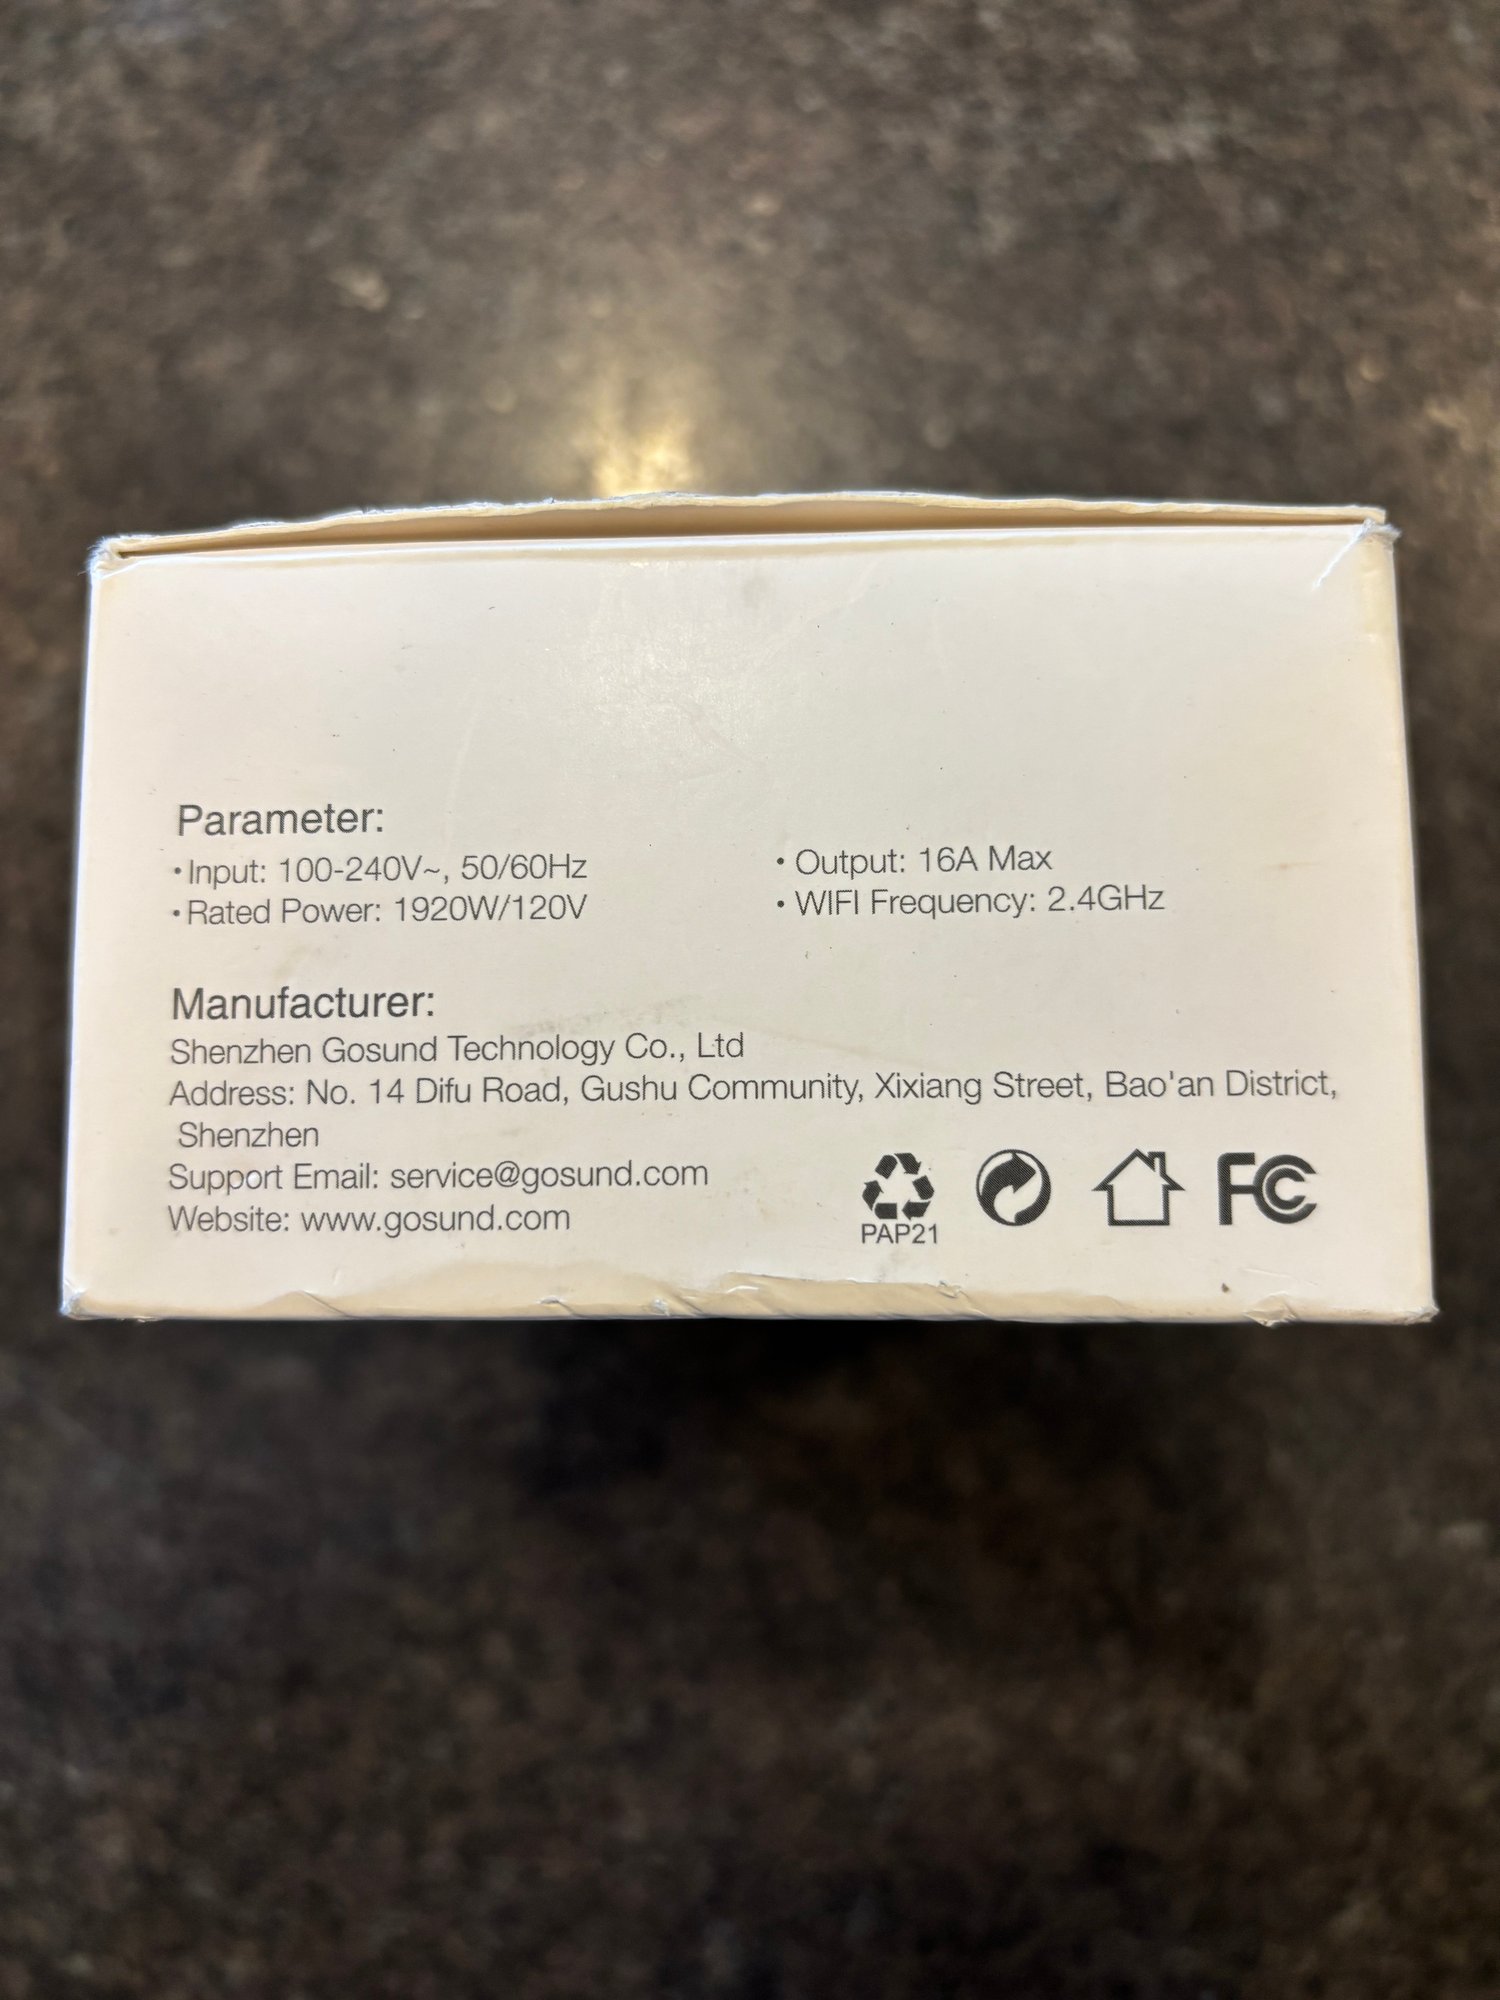 Parameter:
•Input: 100-240V~, 50/60Hz
• Output: 16A Max
•Rated Power: 1920W/120V
• WIFI Frequency: 2.4GHz
Manufacturer:
Shenzhen Gosund Technology Co., Ltd
Address: No. 14 Difu Road, Gushu Community, Xixiang Street, Bao'an District,
Shenzhen
Support Email: service@gosund.com
Website: www.gosund.com
PAP21
FC